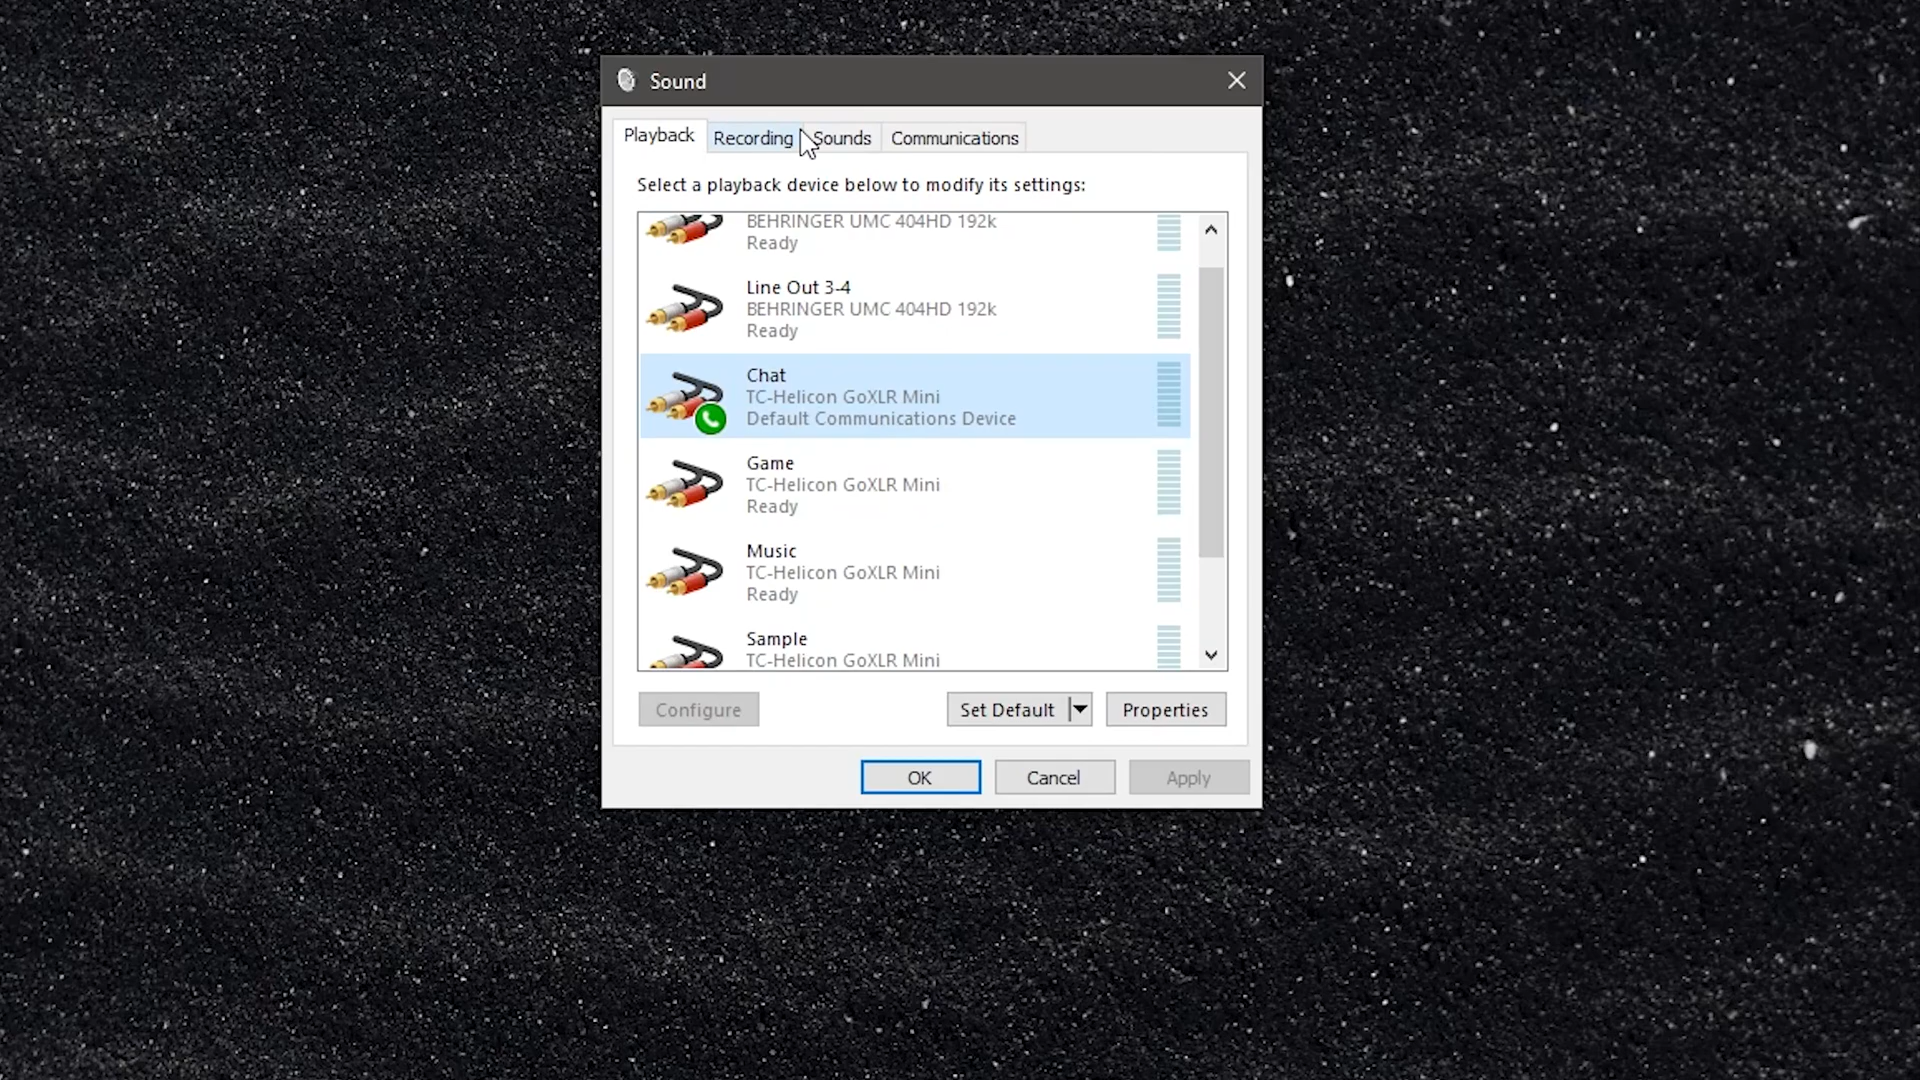 Sound
Playback
Recording
Sounds
Communications
Select a playback device below to modify its settings:
BEHRINGER UMC 404HD 192k
Ready
Line Out 3-4
BEHRINGER UMC 404HD 192k
Ready
Chat
TC-Helicon GoXLR Mini
Default Communications Device
Game
TC-Helicon GoXLR Mini
Ready
Music
TC-Helicon GoXLR Mini
Ready
Sample
TC-Helicon GoXLR Mini
Configure
Set Default
Properties
OK
Cancel
Apply